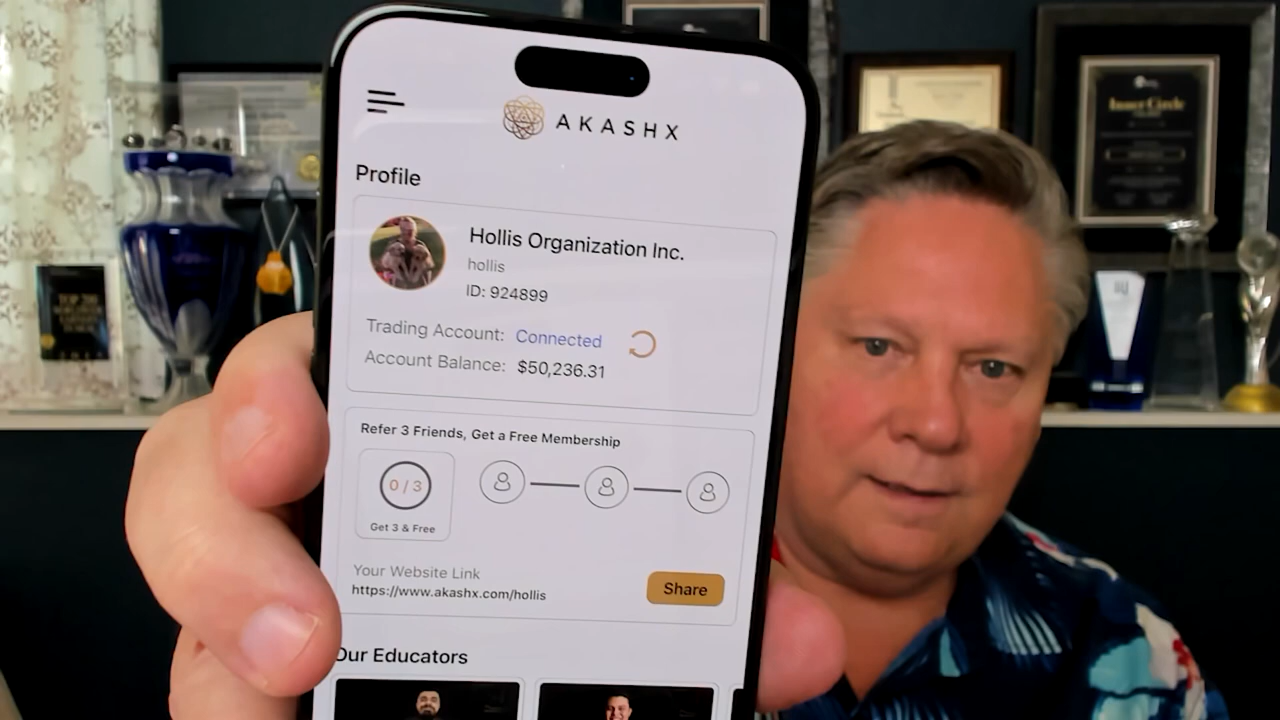 AKASHX
Profile
Hollis Organization Inc.
hollis
ID: 924899
Trading Account: Connected
Account Balance: $50,236.31
Refer 3 Friends, Get a Free Membership
0 / 3
Get 3 & Free
Your Website Link
https://www.akashx.com/hollis
Share
Our Educators
Inner Circle
TOP 200